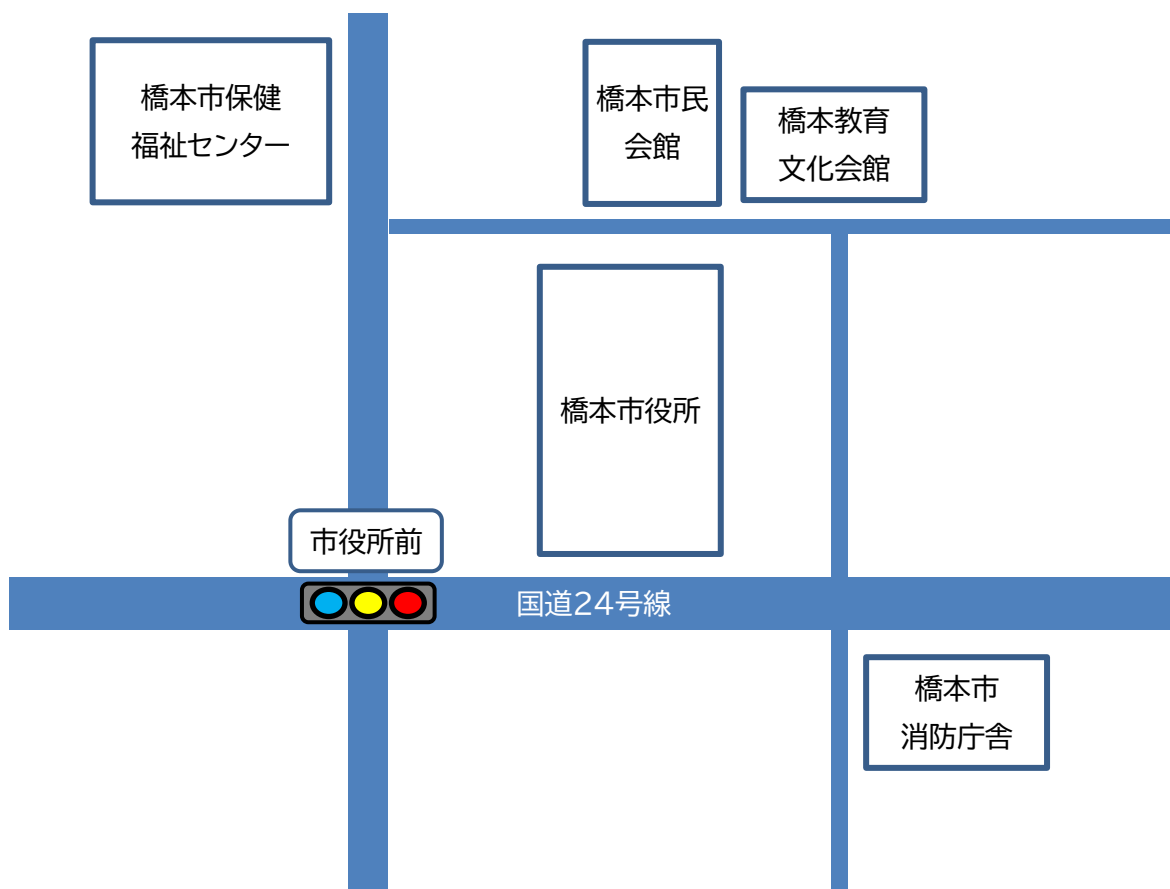 橋本市保健
福祉センター
橋本市民
会館
橋本教育
文化会館
橋本市役所
市役所前
国道24号線
橋本市
消防庁舎